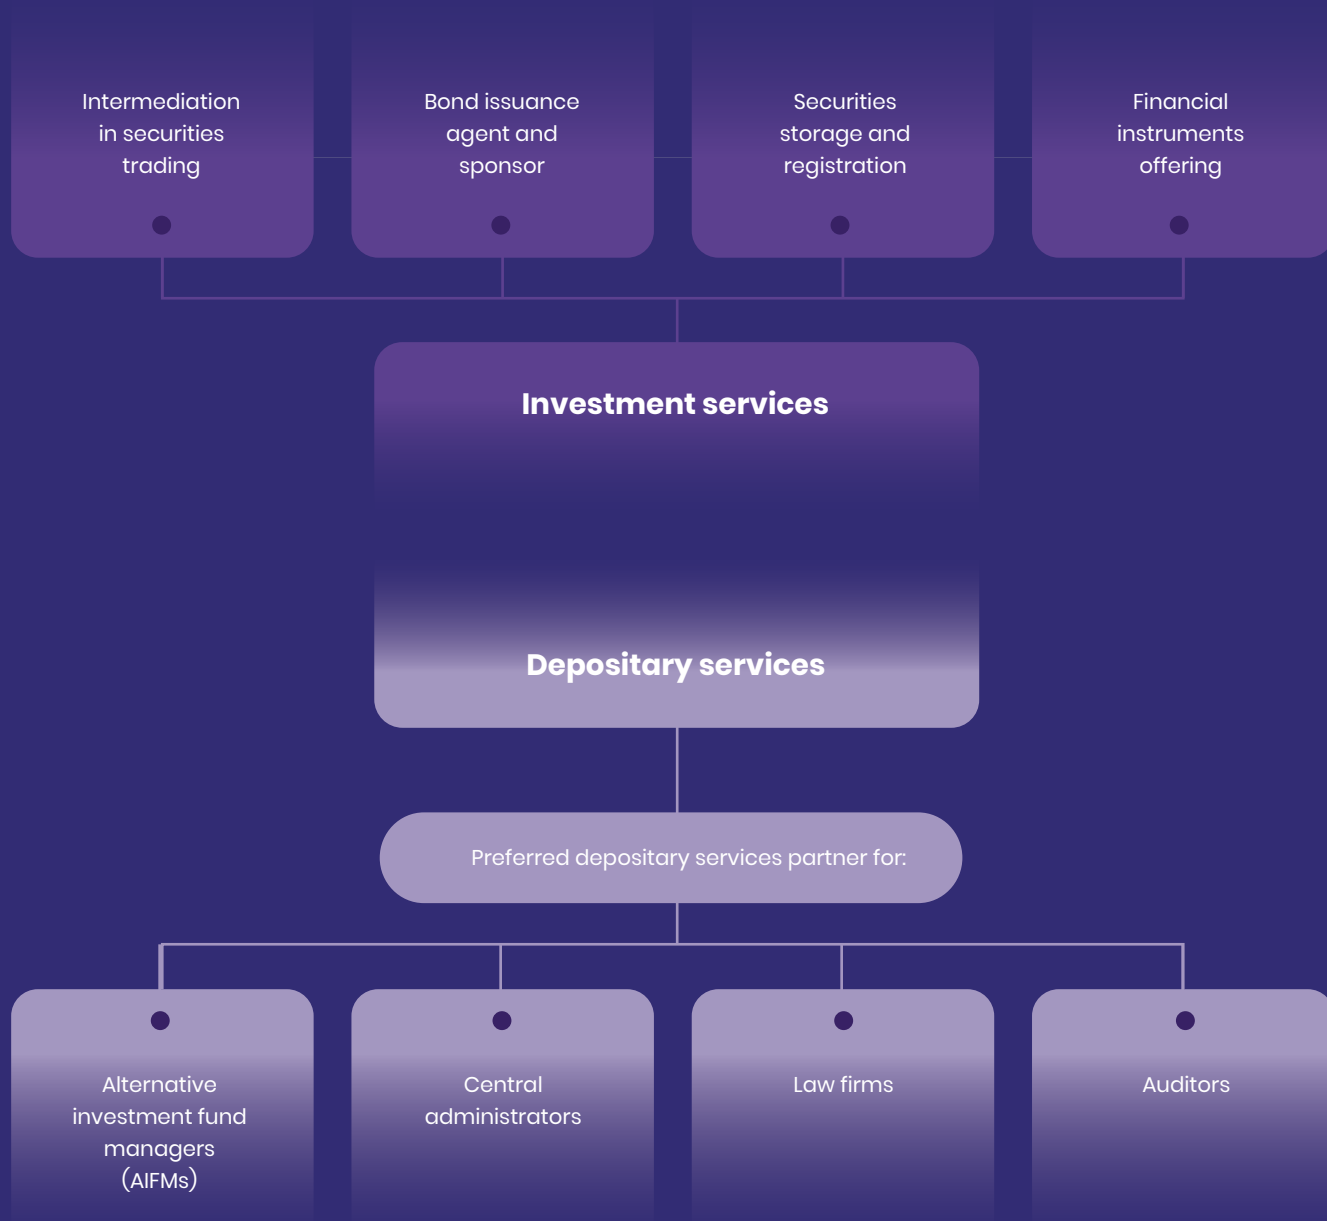 Intermediation
in securities
trading
Bond issuance
agent and
sponsor
Securities
storage and
registration
Financial
instruments
offering
Investment services
Depositary services
Preferred depositary services partner for:
Alternative
investment fund
managers
(AIFMs)
Central
administrators
Law firms
Auditors